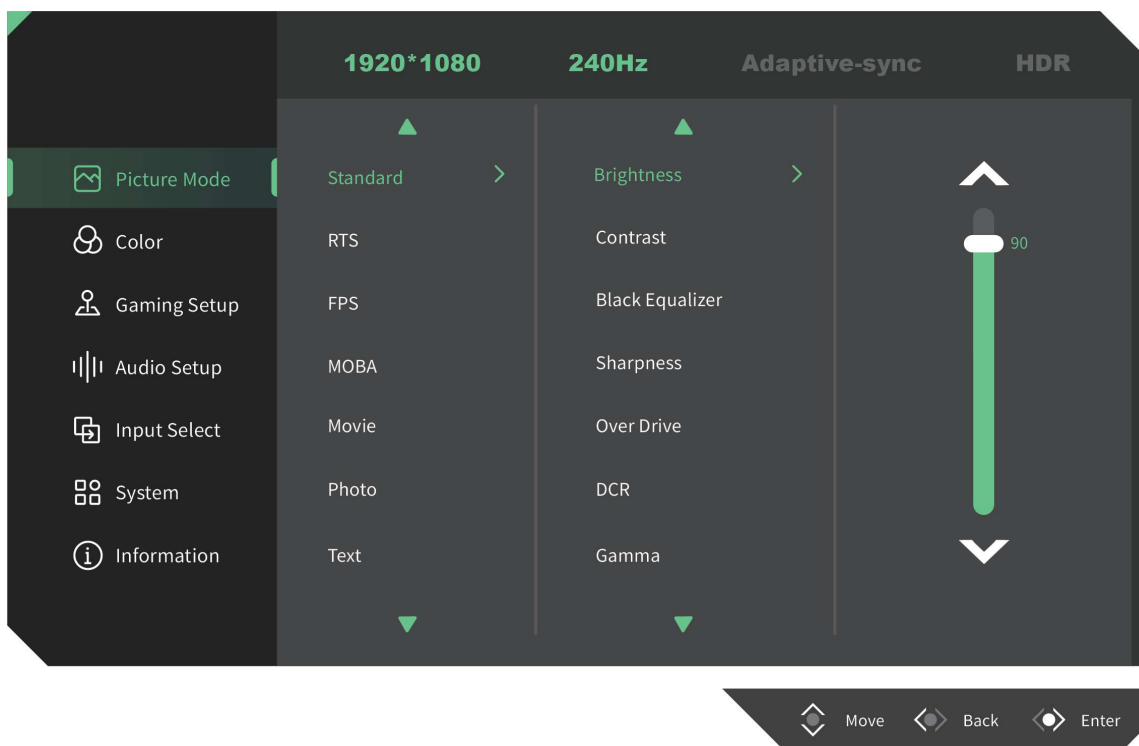 1920*1080 240Hz Adaptive-sync HDR
Picture Mode
Color
Gaming Setup
Audio Setup
Input Select
System
Information
Standard
RTS
FPS
MOBA
Movie
Photo
Text
Brightness
Contrast
Black Equalizer
Sharpness
Over Drive
DCR
Gamma
90
Move Back Enter